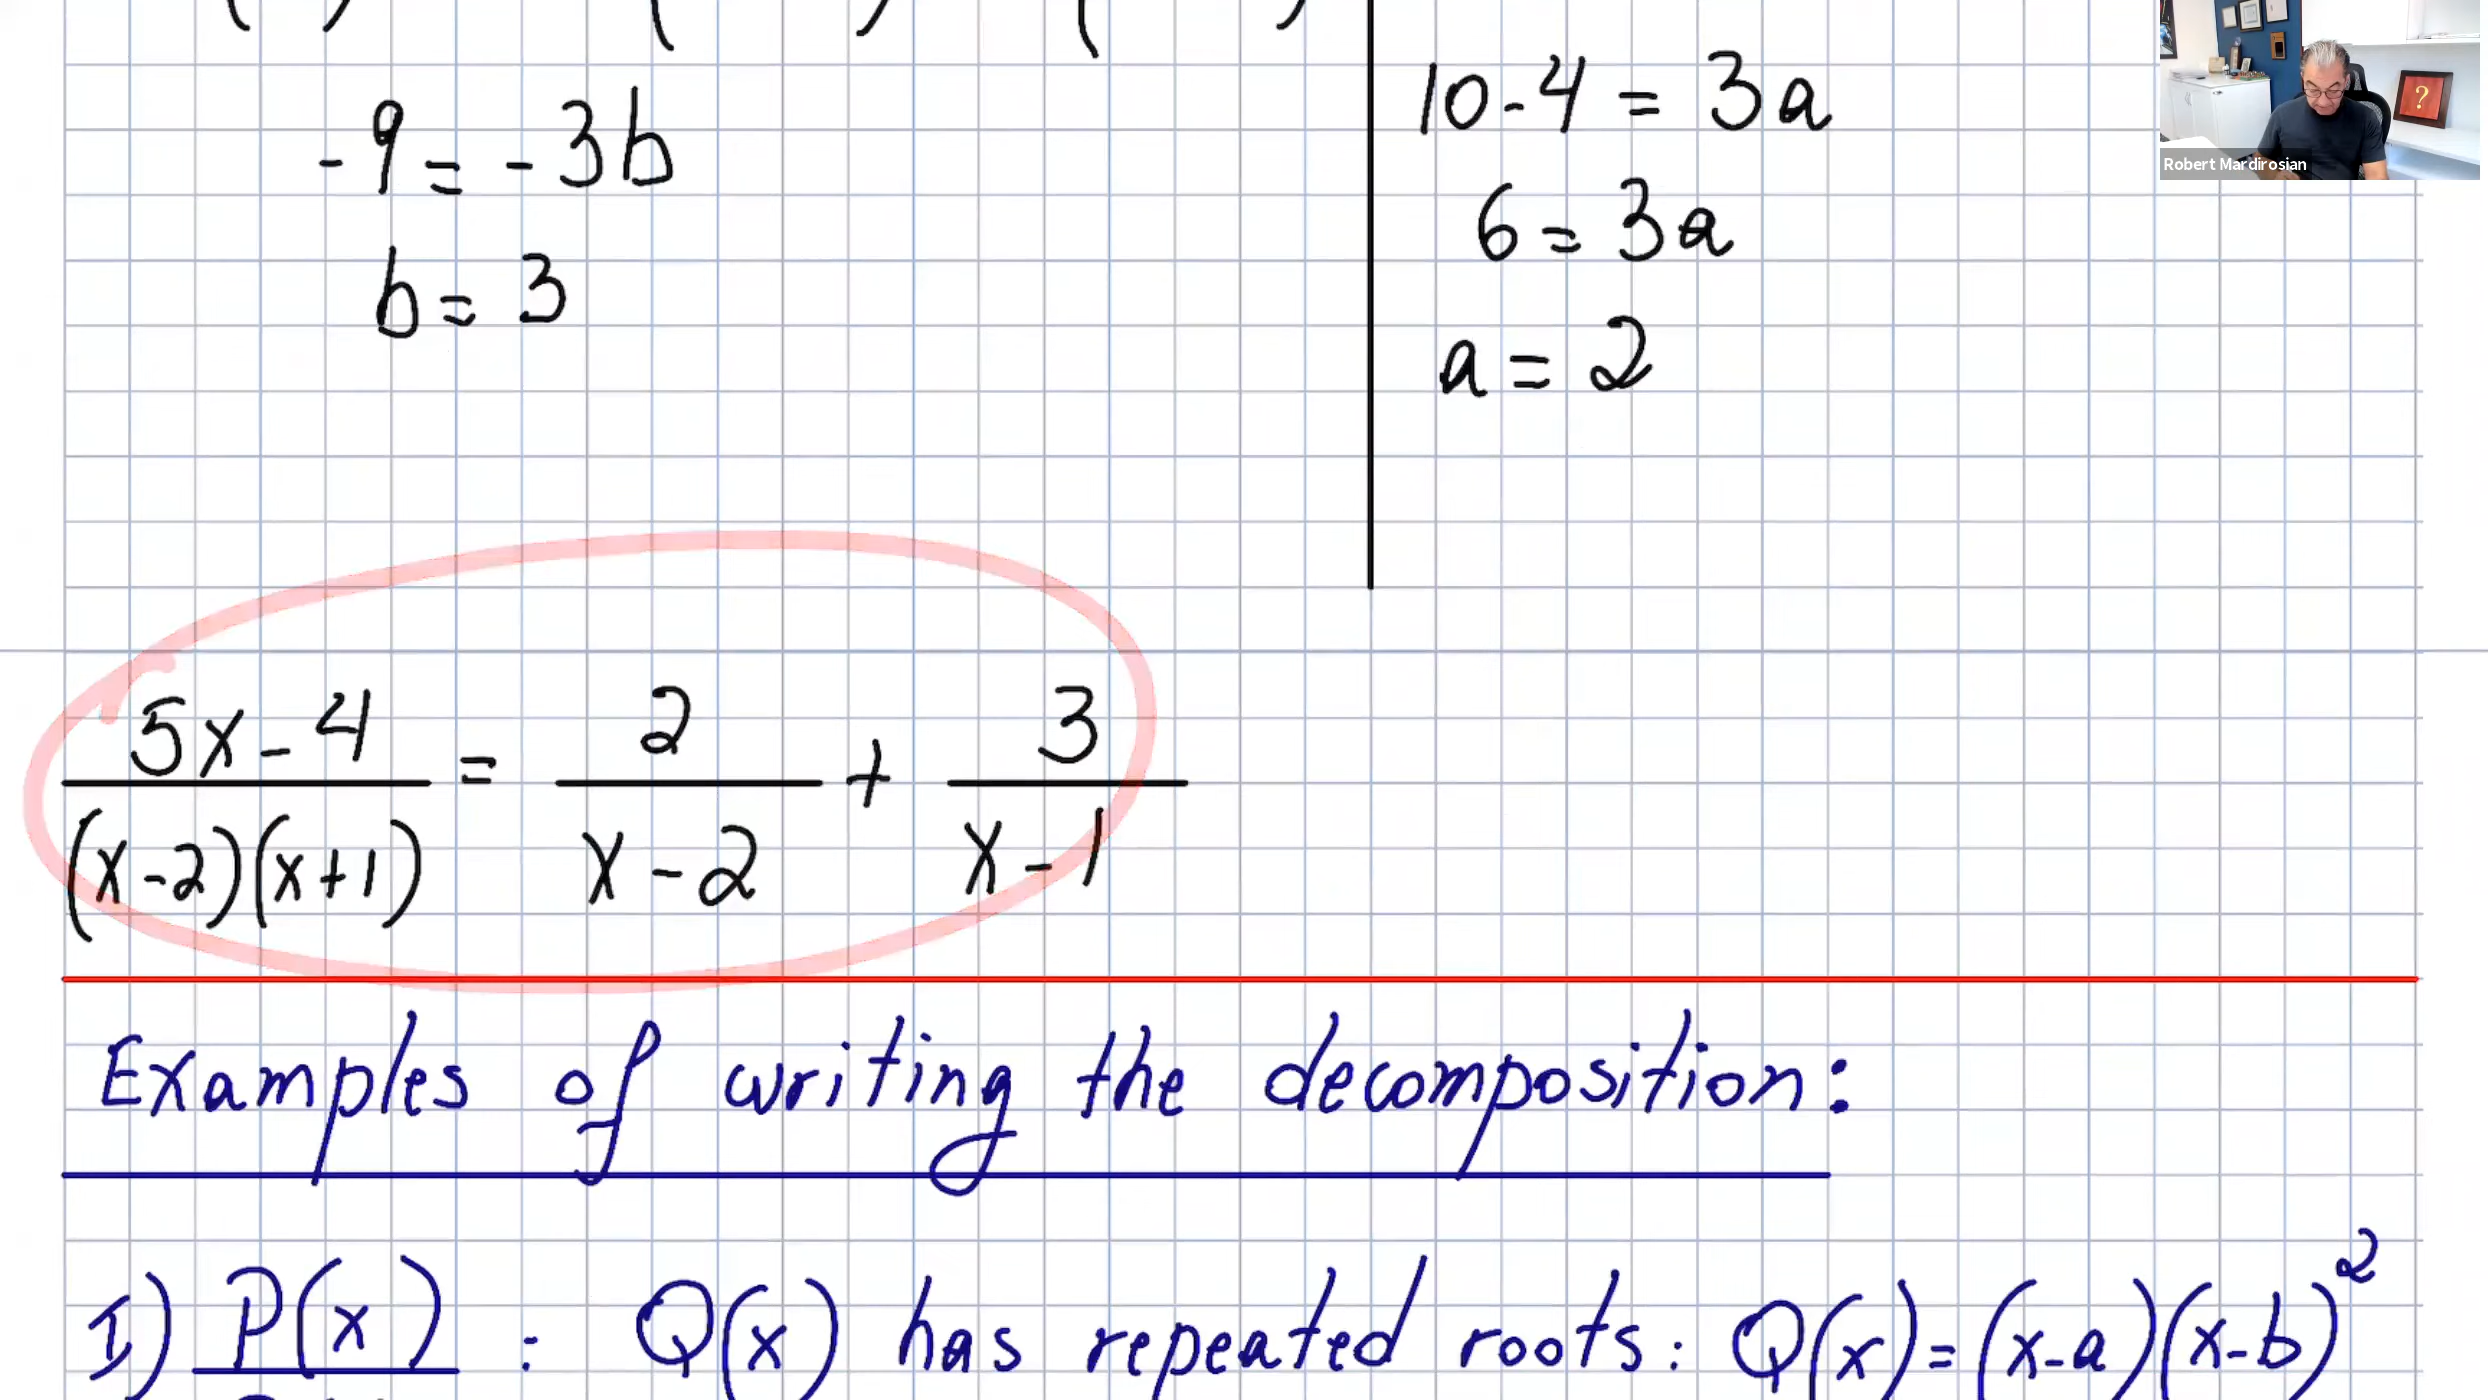 -9 = -3b
b = 3
10-4 = 3a
6 = 3a
a = 2
?
Robert Mardirosian
5x-4 / (x-2)(x+1) = 2 / x-2 + 3 / x-1
Examples of writing the decomposition:
I) P(x) : Q(x) has repeated roots: Q(x)=(x-a)(x-b)²